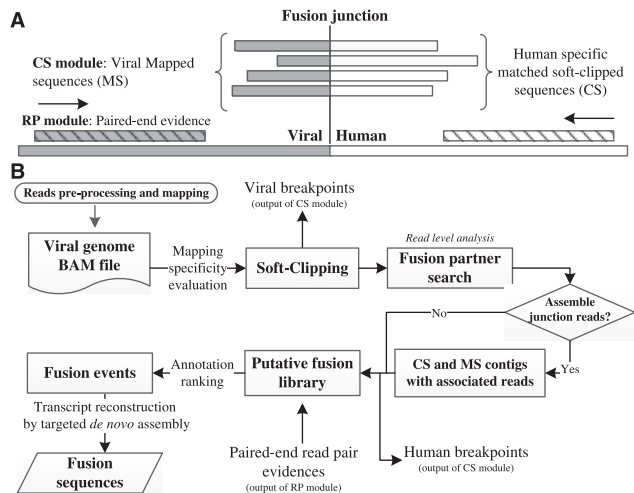 A
Fusion junction
CS module: Viral Mapped
sequences (MS)
Human specific
matched soft-clipped
sequences (CS)
RP module: Paired-end evidence
Viral Human
B
Reads pre-processing and mapping
Viral genome
BAM file
Mapping
specificity
evaluation
Viral breakpoints
(output of CS module)
Soft-Clipping
Read level analysis
Fusion partner
search
Assemble
junction reads?
No
Yes
CS and MS contigs
with associated reads
Putative fusion
library
Annotation
ranking
Fusion events
Transcript reconstruction
by targeted de novo assembly
Fusion
sequences
Paired-end read pair
evidences
(output of RP module)
Human breakpoints
(output of CS module)